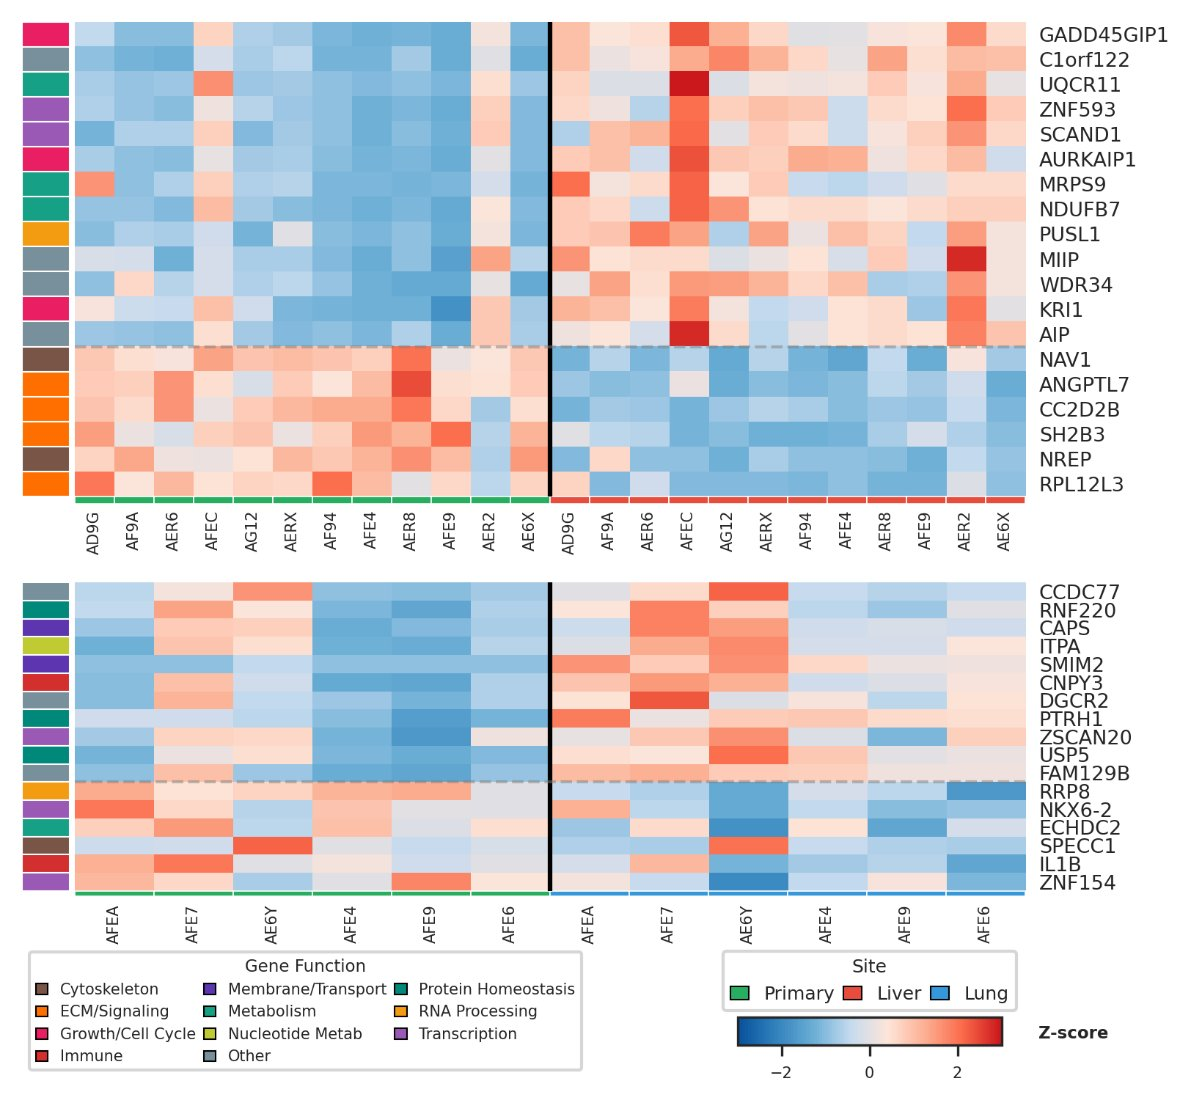 GADD45GIP1
C1orf122
UQCR11
ZNF593
SCAND1
AURKAIP1
MRPS9
NDUFB7
PUSL1
MIIP
WDR34
KRI1
AIP
NAV1
ANGPTL7
CC2D2B
SH2B3
NREP
RPL12L3
AD9G AF9A AER6 AFEC AG12 AERX AF94 AFE4 AER8 AFE9 AER2 AE6X AD9G AF9A AER6 AFEC AG12 AERX AF94 AFE4 AER8 AFE9 AER2 AE6X
CCDC77
RNF220
CAPS
ITPA
SMIM2
CNPY3
DGCR2
PTRH1
ZSCAN20
USP5
FAM129B
RRP8
NKX6-2
ECHDC2
SPECC1
IL1B
ZNF154
AFEA AFE7 AE6Y AFE4 AFE9 AFE6 AFEA AFE7 AE6Y AFE4 AFE9 AFE6
Gene Function
Cytoskeleton Membrane/Transport Protein Homeostasis
ECM/Signaling Metabolism RNA Processing
Growth/Cell Cycle Nucleotide Metab Transcription
Immune Other
Site
Primary Liver Lung
Z-score
−2 0 2